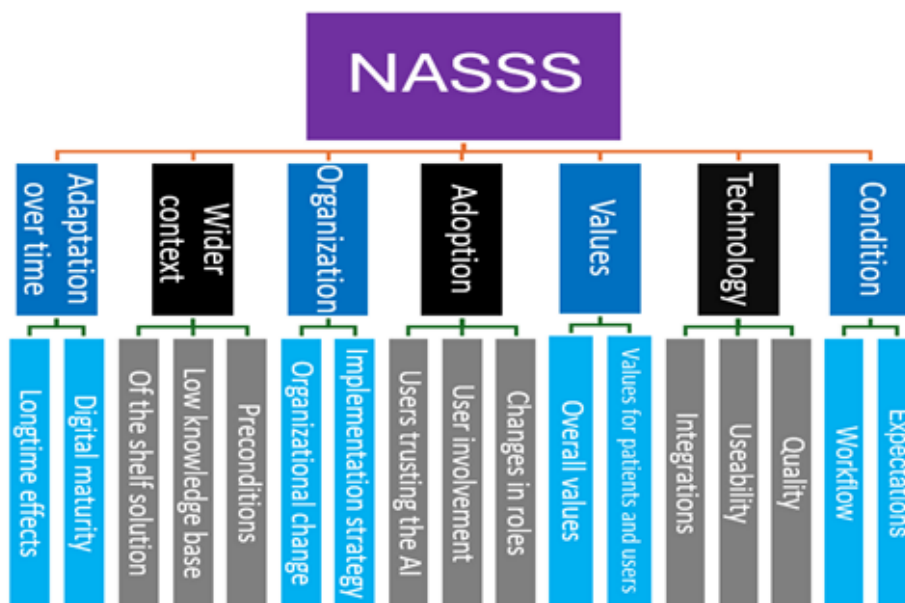 NASSS
Adaptation
over time
Wider
context
Organization
Adoption
Values
Technology
Condition
Longtime effects
Digital maturity
Of the shelf solution
Low knowledge base
Preconditions
Organizational change
Implementation strategy
Users trusting the AI
User involvement
Changes in roles
Overall values
Values for patients and users
Integrations
Useability
Quality
Workflow
Expectations